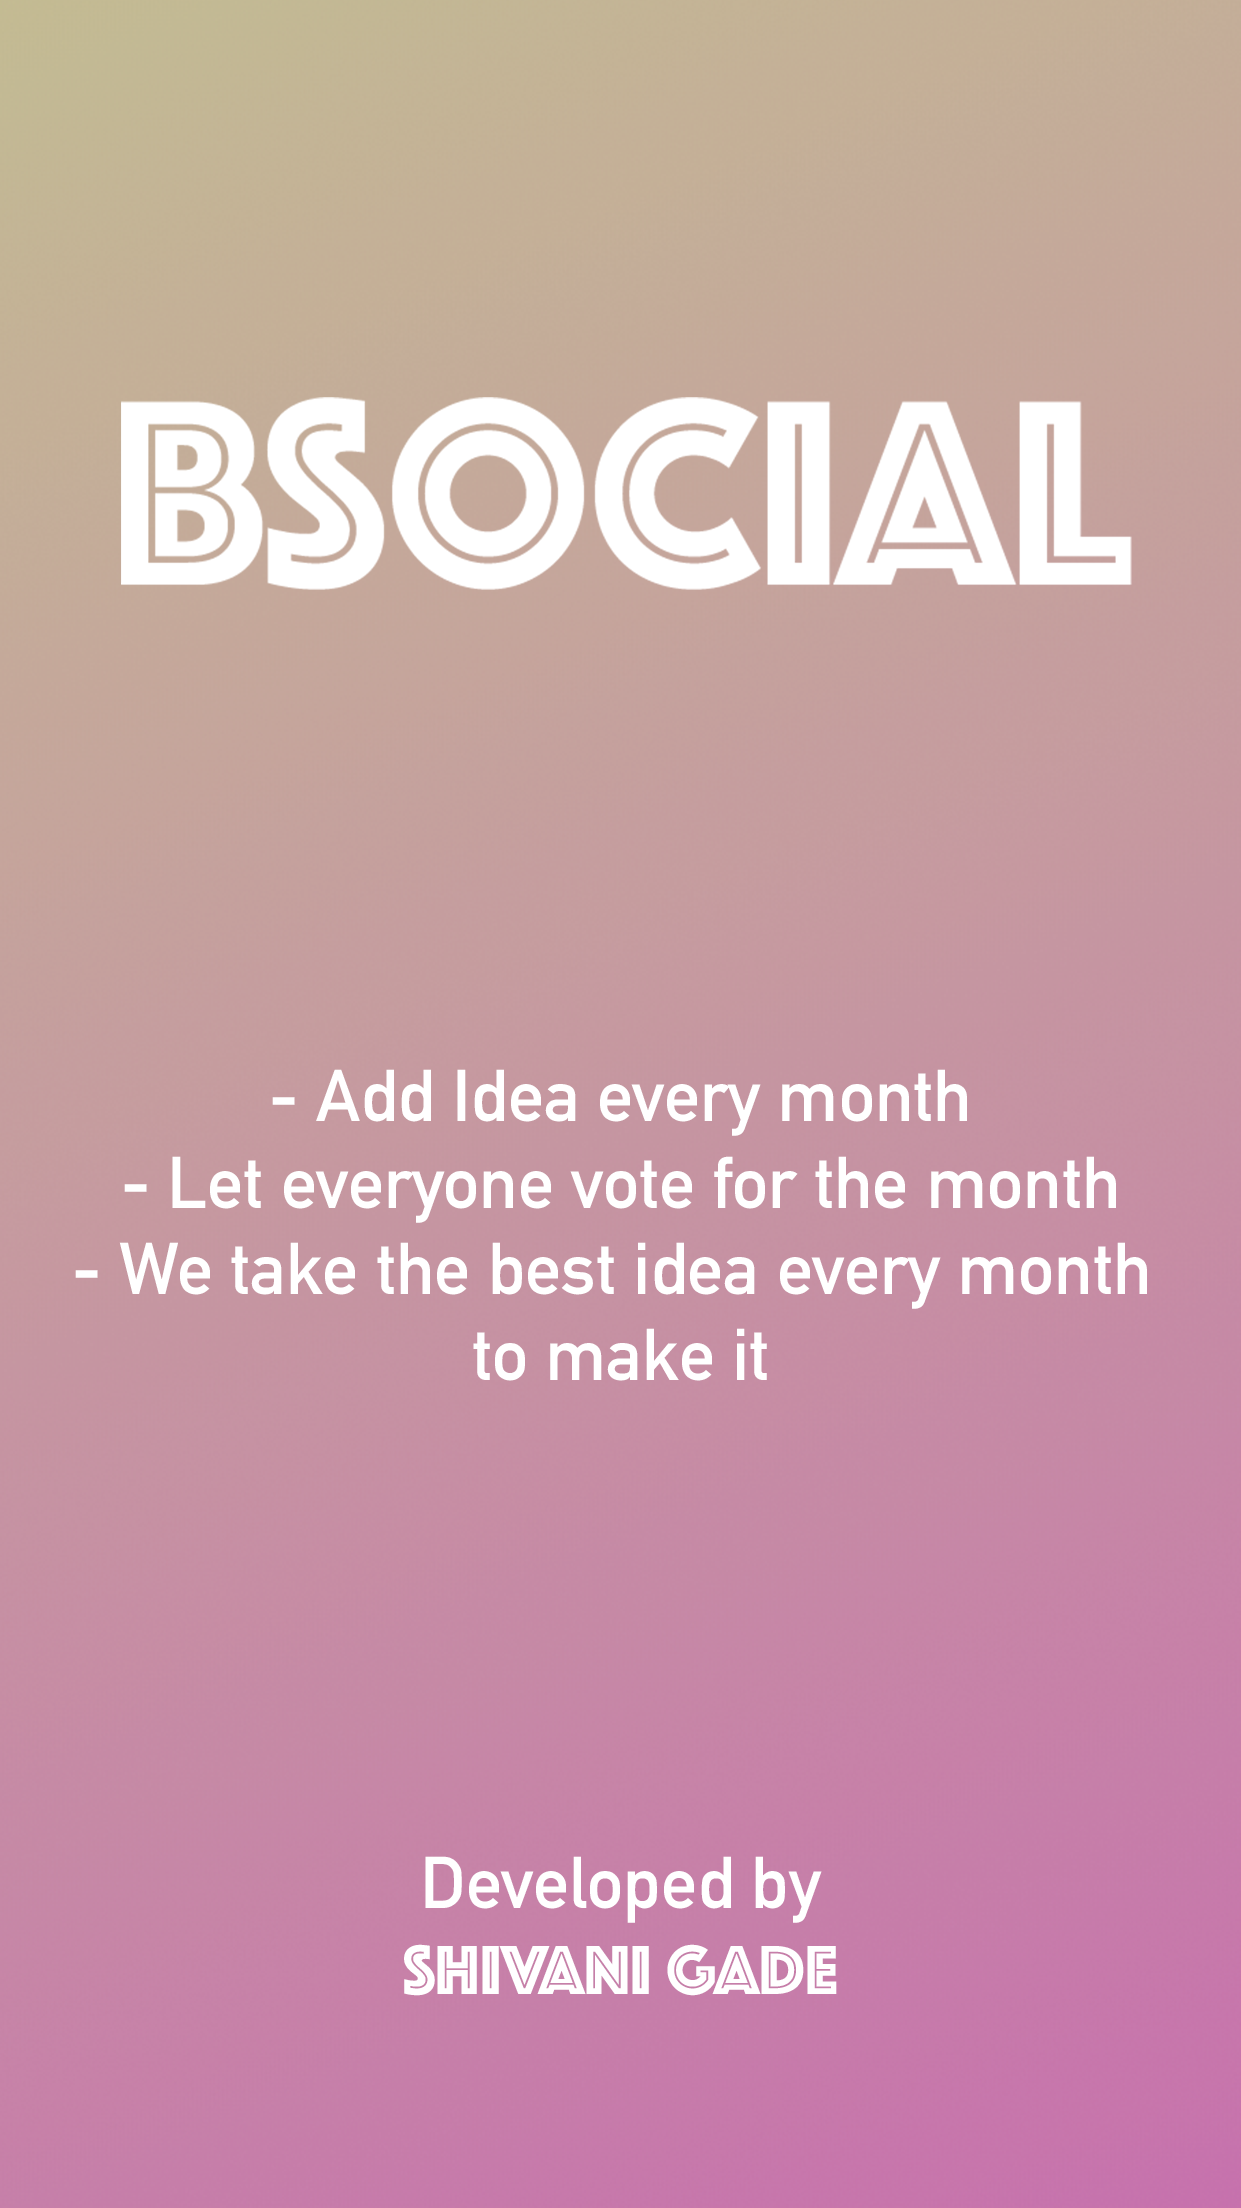 BSOCIAL
- Add Idea every month
- Let everyone vote for the month
- We take the best idea every month
to make it
Developed by
SHIVANI GADE